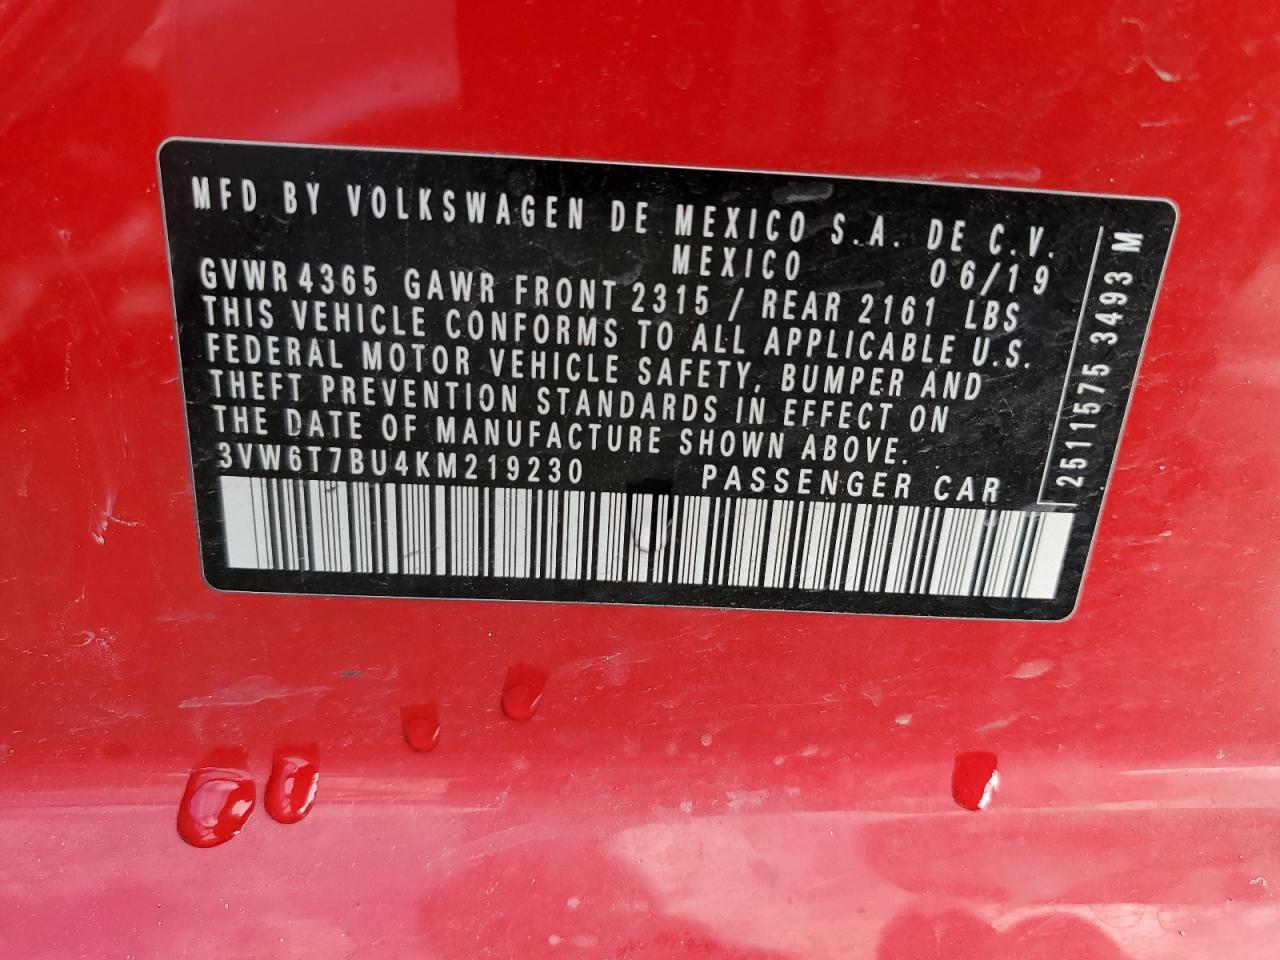 MFD BY VOLKSWAGEN DE MEXICO S.A. DE C.V.
MEXICO 06/19
GVWR 4365 GAWR FRONT 2315 / REAR 2161 LBS
THIS VEHICLE CONFORMS TO ALL APPLICABLE U.S.
FEDERAL MOTOR VEHICLE SAFETY, BUMPER AND
THEFT PREVENTION STANDARDS IN EFFECT ON
THE DATE OF MANUFACTURE SHOWN ABOVE.
3VW6T7BU4KM219230 PASSENGER CAR
2511575 3493 M